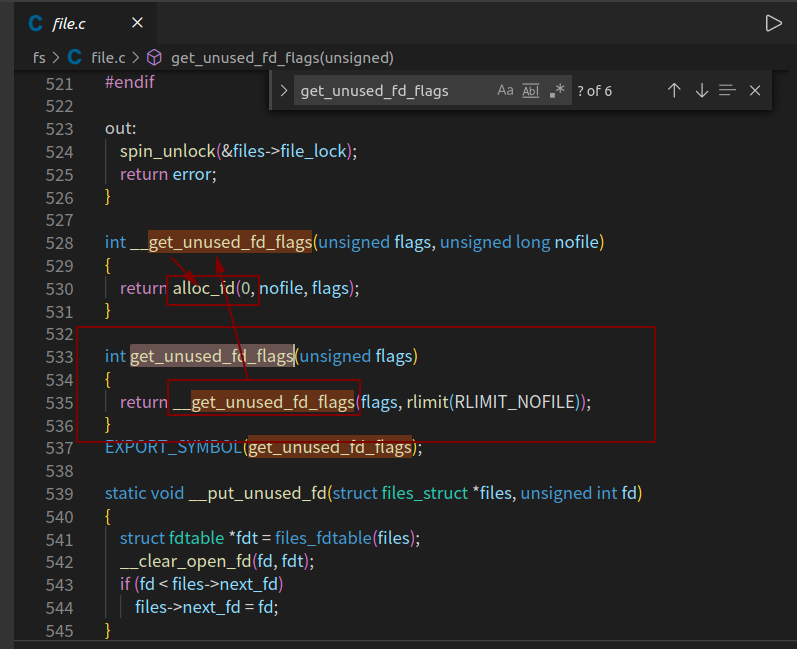 C file.c
fs > C file.c > get_unused_fd_flags(unsigned)
get_unused_fd_flags Aa Abl .* ? of 6
521 #endif
522
523 out:
524 spin_unlock(&files->file_lock);
525 return error;
526 }
527
528 int __get_unused_fd_flags(unsigned flags, unsigned long nofile)
529 {
530 return alloc_fd(0, nofile, flags);
531 }
532
533 int get_unused_fd_flags(unsigned flags)
534 {
535 return __get_unused_fd_flags(flags, rlimit(RLIMIT_NOFILE));
536 }
537 EXPORT_SYMBOL(get_unused_fd_flags);
538
539 static void __put_unused_fd(struct files_struct *files, unsigned int fd)
540 {
541 struct fdtable *fdt = files_fdtable(files);
542 __clear_open_fd(fd, fdt);
543 if (fd < files->next_fd)
544 files->next_fd = fd;
545 }